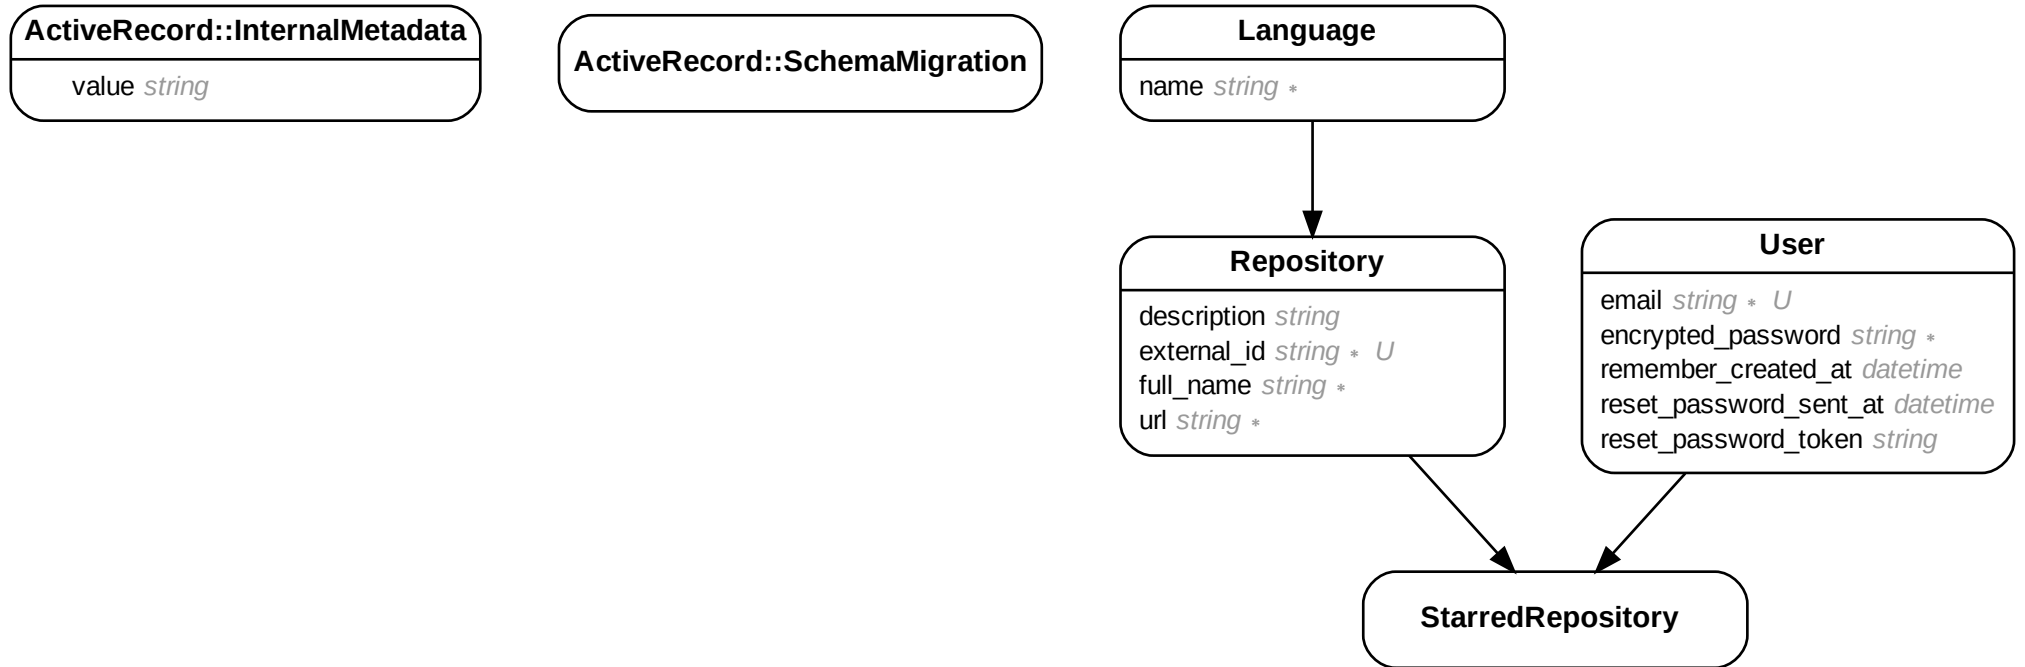 ActiveRecord::InternalMetadata
value string
ActiveRecord::SchemaMigration
Language
name string *
Repository
description string
external_id string * U
full_name string *
url string *
User
email string * U
encrypted_password string *
remember_created_at datetime
reset_password_sent_at datetime
reset_password_token string
StarredRepository